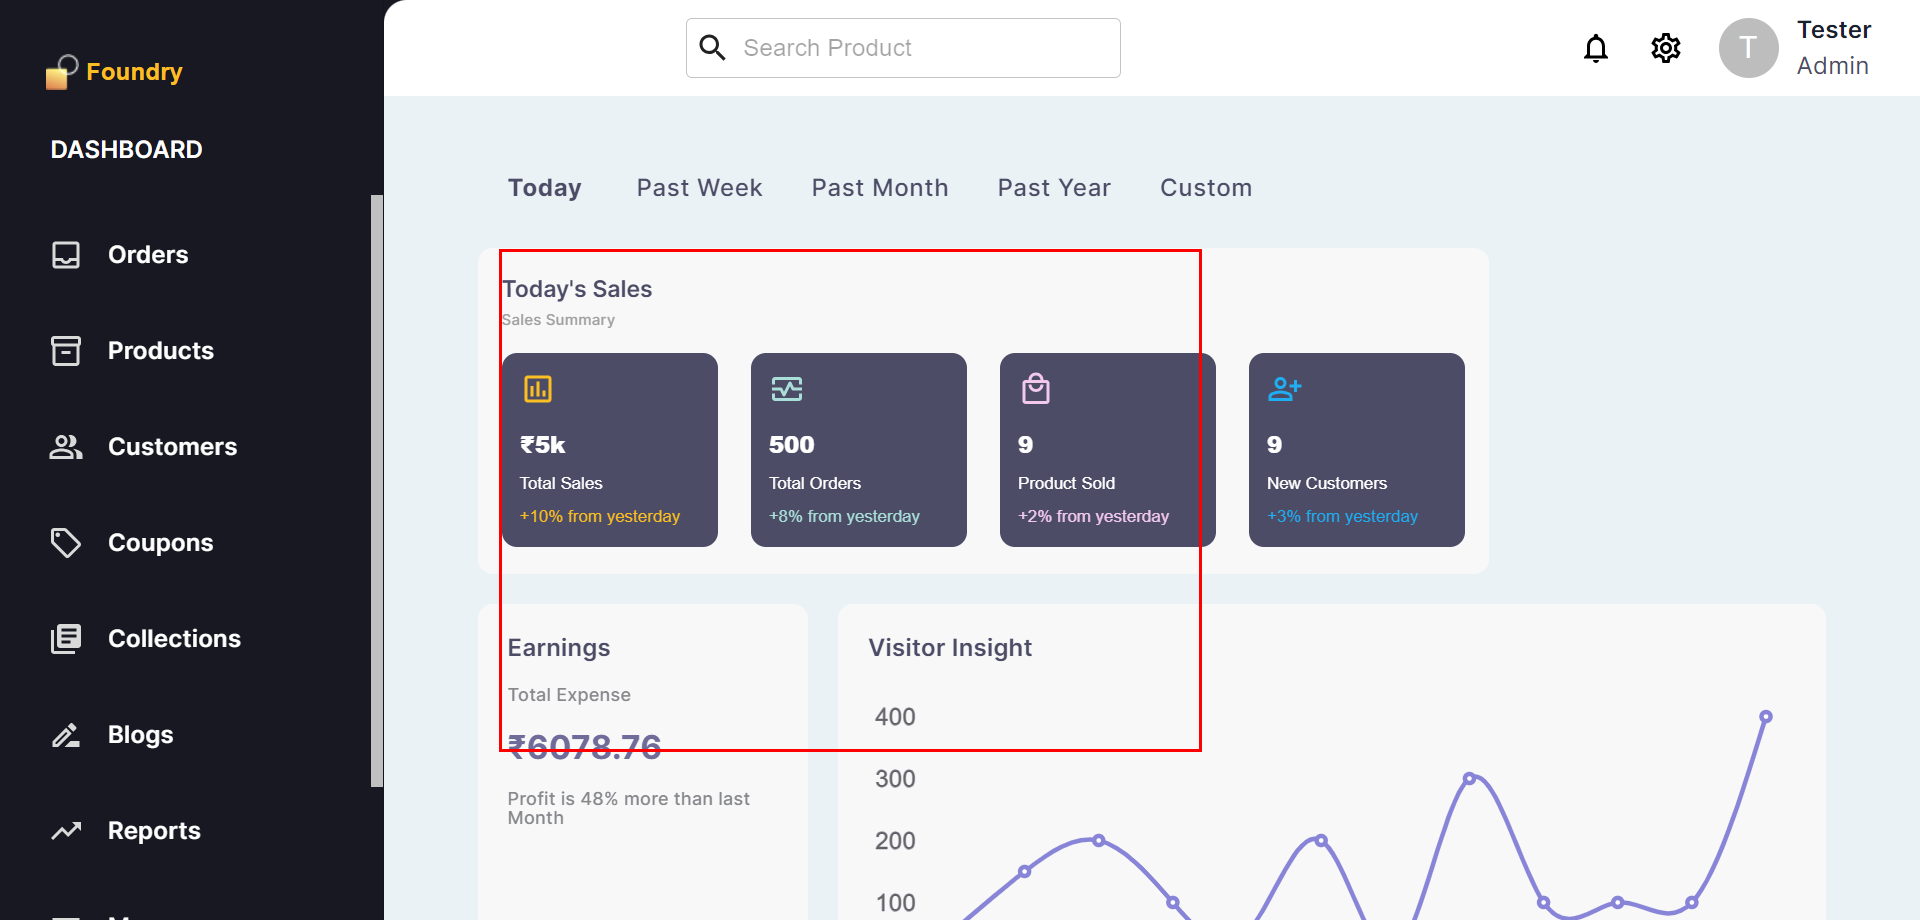 Foundry
DASHBOARD
Orders
Products
Customers
Coupons
Collections
Blogs
Reports
Search Product
T
Tester
Admin
Today Past Week Past Month Past Year Custom
Today's Sales
Sales Summary
₹5k
Total Sales
+10% from yesterday
500
Total Orders
+8% from yesterday
9
Product Sold
+2% from yesterday
9
New Customers
+3% from yesterday
Earnings
Total Expense
₹6078.76
Profit is 48% more than last
Month
Visitor Insight
400
300
200
100